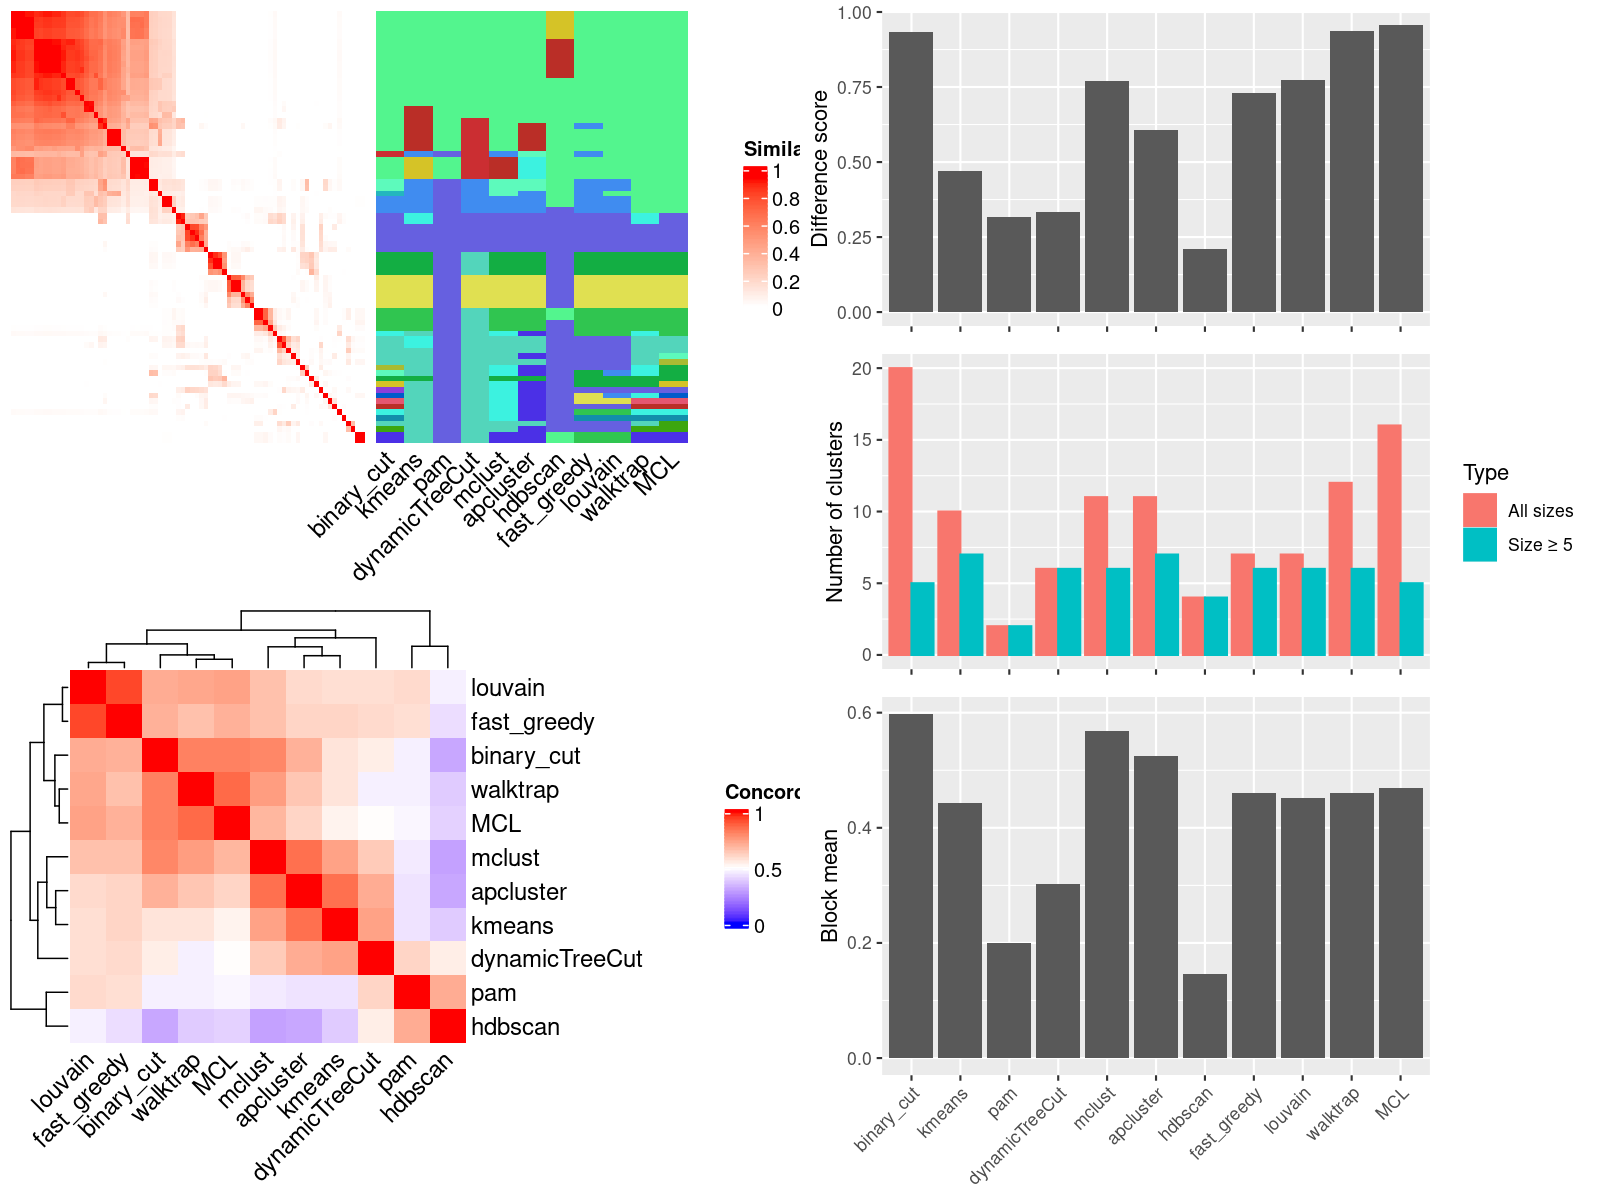 Simila
1
0.8
0.6
0.4
0.2
0
binary_cut
kmeans
pam
dynamicTreeCut
mclust
apcluster
hdbscan
fast_greedy
louvain
walktrap
MCL
louvain
fast_greedy
binary_cut
walktrap
MCL
mclust
apcluster
kmeans
dynamicTreeCut
pam
hdbscan
louvain
fast_greedy
binary_cut
walktrap
MCL
mclust
apcluster
kmeans
dynamicTreeCut
pam
hdbscan
Concord
1
0.5
0
Difference score
1.00
0.75
0.50
0.25
0.00
Number of clusters
20
15
10
5
0
Type
All sizes
Size ≥ 5
Block mean
0.6
0.4
0.2
0.0
binary_cut
kmeans
pam
dynamicTreeCut
mclust
apcluster
hdbscan
fast_greedy
louvain
walktrap
MCL